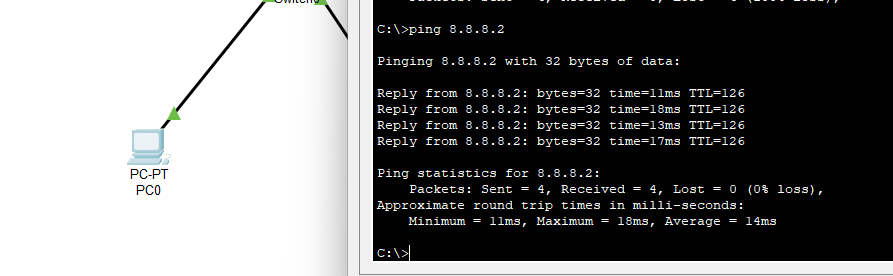 Switch0
PC-PT
PC0
C:\>ping 8.8.8.2
Pinging 8.8.8.2 with 32 bytes of data:
Reply from 8.8.8.2: bytes=32 time=11ms TTL=126
Reply from 8.8.8.2: bytes=32 time=18ms TTL=126
Reply from 8.8.8.2: bytes=32 time=13ms TTL=126
Reply from 8.8.8.2: bytes=32 time=17ms TTL=126
Ping statistics for 8.8.8.2:
Packets: Sent = 4, Received = 4, Lost = 0 (0% loss),
Approximate round trip times in milli-seconds:
Minimum = 11ms, Maximum = 18ms, Average = 14ms
C:\>